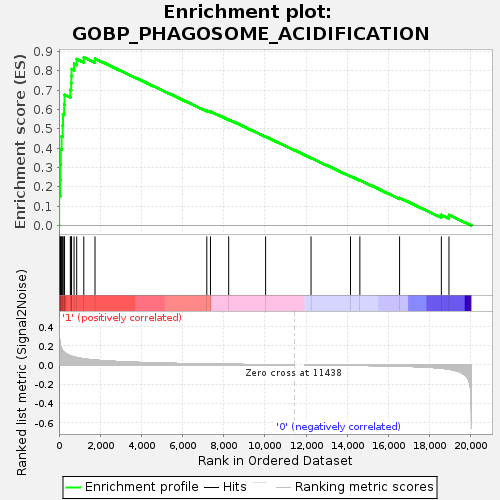 Enrichment plot:
GOBP_PHAGOSOME_ACIDIFICATION
Enrichment score (ES)
0.9
0.8
0.7
0.6
0.5
0.4
0.3
0.2
0.1
0.0
Ranked list metric (Signal2Noise)
'1' (positively correlated)
0.4
0.2
0.0
-0.2
-0.4
-0.6
Zero cross at 11438
'0' (negatively correlated)
0 2,000 4,000 6,000 8,000 10,000 12,000 14,000 16,000 18,000 20,000
Rank in Ordered Dataset
Enrichment profile Hits Ranking metric scores